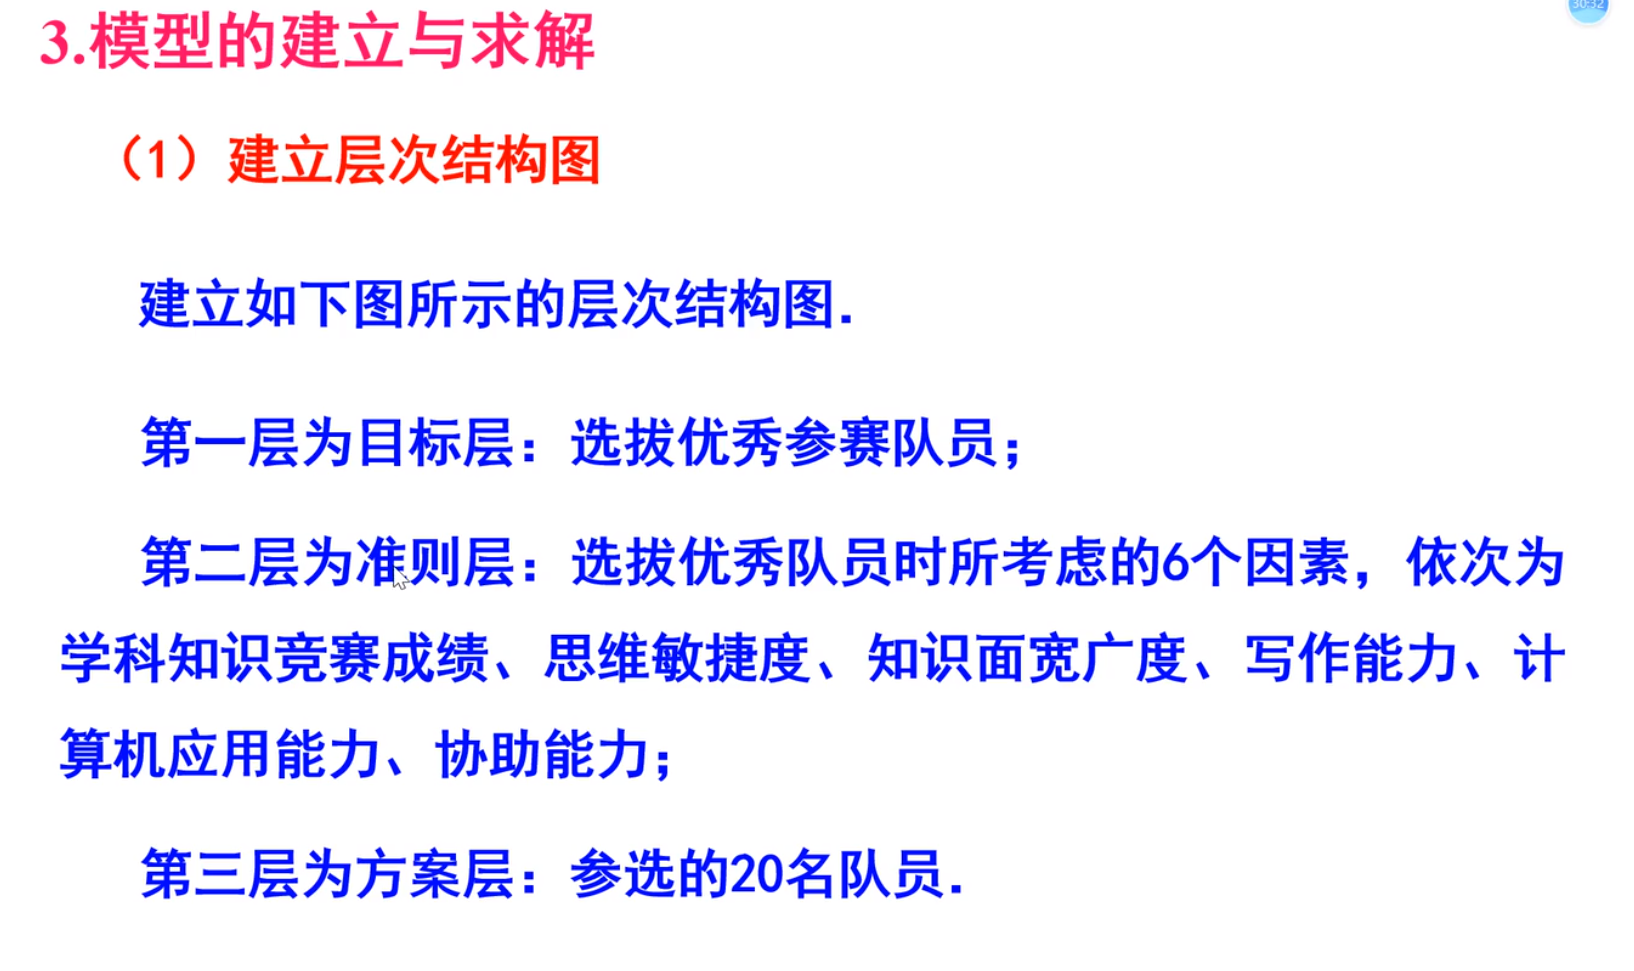 30:32
3.模型的建立与求解
（1）建立层次结构图
建立如下图所示的层次结构图.
第一层为目标层：选拔优秀参赛队员；
第二层为准则层：选拔优秀队员时所考虑的6个因素，依次为
学科知识竞赛成绩、思维敏捷度、知识面宽广度、写作能力、计
算机应用能力、协助能力；
第三层为方案层：参选的20名队员.